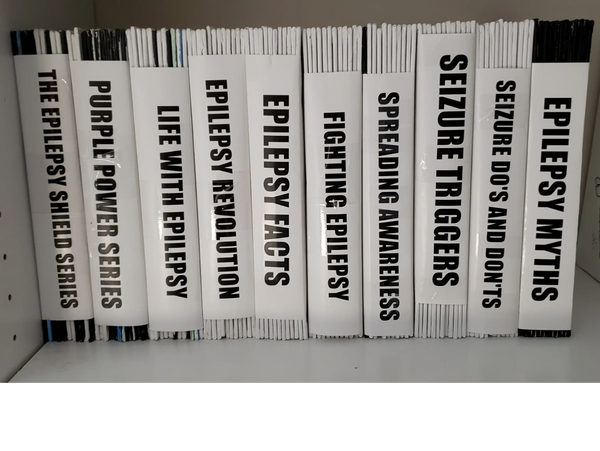 THE EPILEPSY SHIELD SERIES
PURPLE POWER SERIES
LIFE WITH EPILEPSY
EPILEPSY REVOLUTION
EPILEPSY FACTS
FIGHTING EPILEPSY
SPREADING AWARENESS
SEIZURE TRIGGERS
SEIZURE DO'S AND DON'TS
EPILEPSY MYTHS